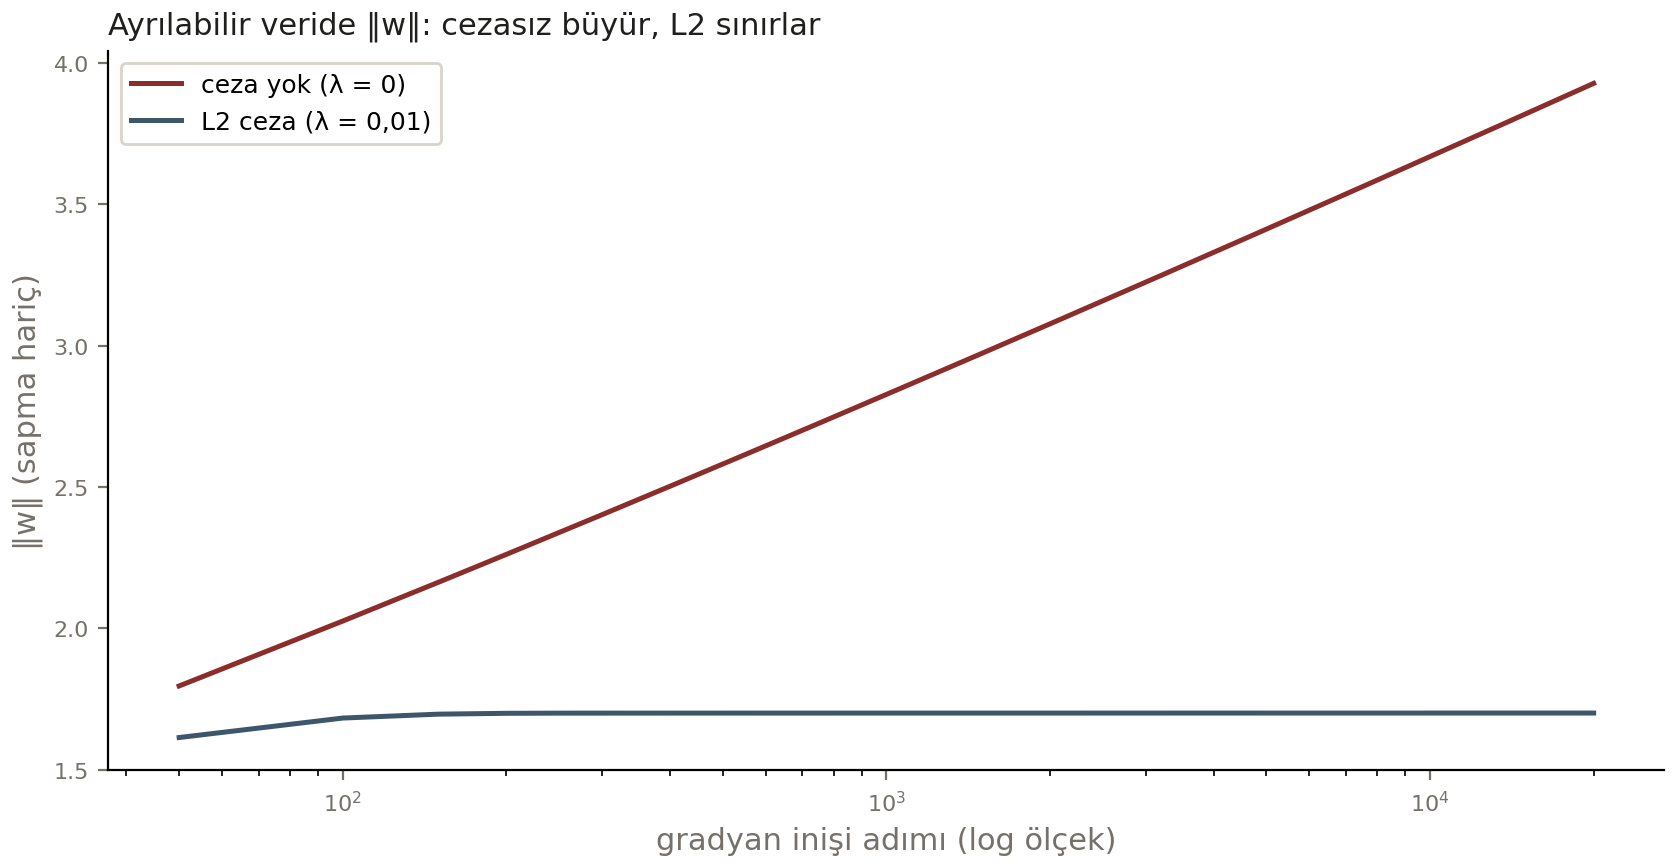 Ayrılabilir veride ‖w‖: cezasız büyür, L2 sınırlar
ceza yok (λ = 0)
L2 ceza (λ = 0,01)
‖w‖ (sapma hariç)
4.0
3.5
3.0
2.5
2.0
1.5
10²
10³
10⁴
gradyan inişi adımı (log ölçek)